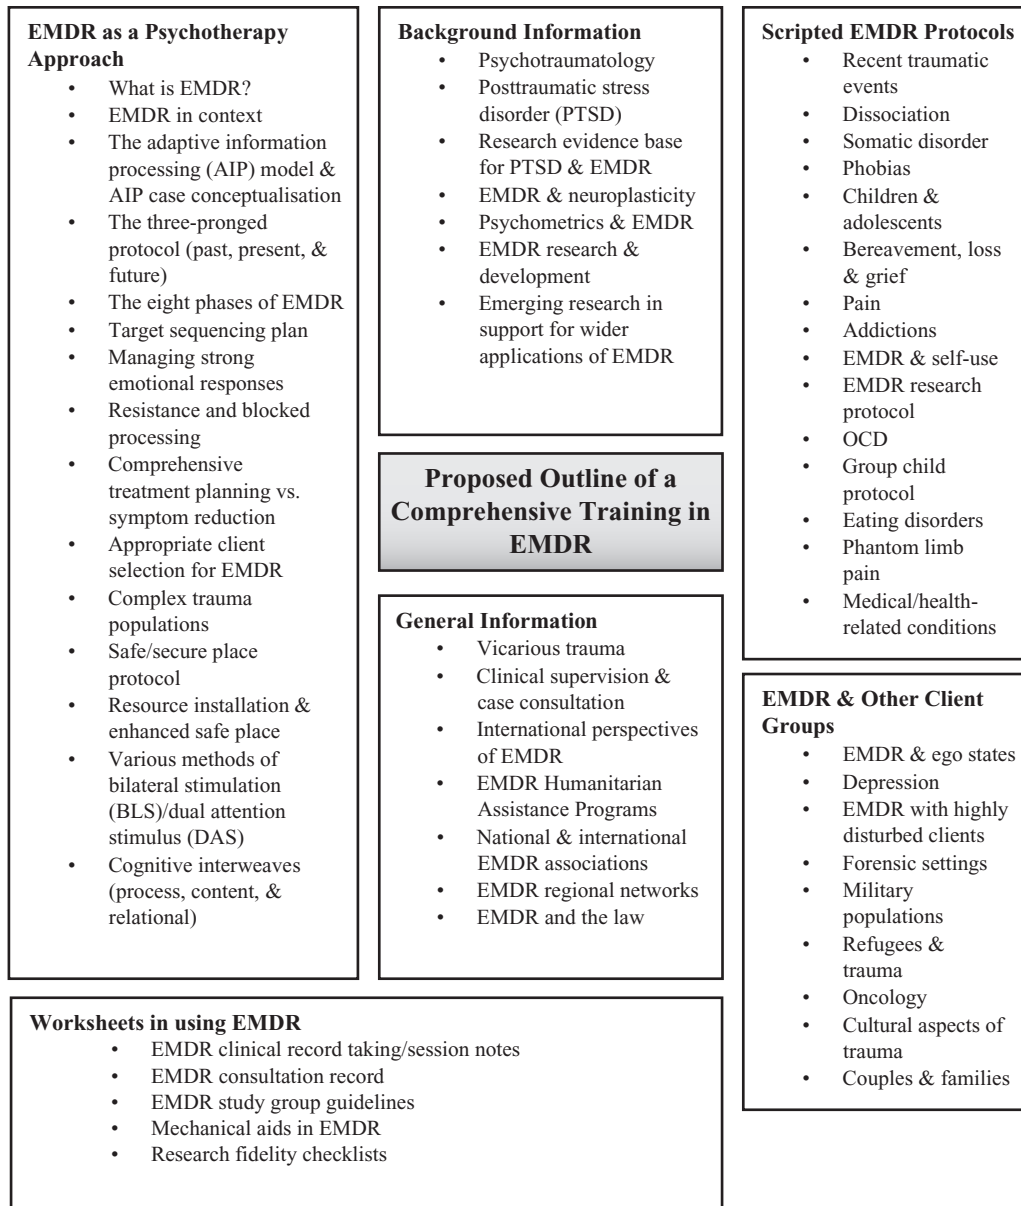 EMDR as a Psychotherapy
Approach
• What is EMDR?
• EMDR in context
• The adaptive information
processing (AIP) model &
AIP case conceptualisation
• The three-pronged
protocol (past, present, &
future)
• The eight phases of EMDR
• Target sequencing plan
• Managing strong
emotional responses
• Resistance and blocked
processing
• Comprehensive
treatment planning vs.
symptom reduction
• Appropriate client
selection for EMDR
• Complex trauma
populations
• Safe/secure place
protocol
• Resource installation &
enhanced safe place
• Various methods of
bilateral stimulation
(BLS)/dual attention
stimulus (DAS)
• Cognitive interweaves
(process, content, &
relational)
Background Information
• Psychotraumatology
• Posttraumatic stress
disorder (PTSD)
• Research evidence base
for PTSD & EMDR
• EMDR & neuroplasticity
• Psychometrics & EMDR
• EMDR research &
development
• Emerging research in
support for wider
applications of EMDR
Proposed Outline of a
Comprehensive Training in
EMDR
General Information
• Vicarious trauma
• Clinical supervision &
case consultation
• International perspectives
of EMDR
• EMDR Humanitarian
Assistance Programs
• National & international
EMDR associations
• EMDR regional networks
• EMDR and the law
Scripted EMDR Protocols
• Recent traumatic
events
• Dissociation
• Somatic disorder
• Phobias
• Children &
adolescents
• Bereavement, loss
& grief
• Pain
• Addictions
• EMDR & self-use
• EMDR research
protocol
• OCD
• Group child
protocol
• Eating disorders
• Phantom limb
pain
• Medical/health-
related conditions
EMDR & Other Client
Groups
• EMDR & ego states
• Depression
• EMDR with highly
disturbed clients
• Forensic settings
• Military
populations
• Refugees &
trauma
• Oncology
• Cultural aspects of
trauma
• Couples & families
Worksheets in using EMDR
• EMDR clinical record taking/session notes
• EMDR consultation record
• EMDR study group guidelines
• Mechanical aids in EMDR
• Research fidelity checklists